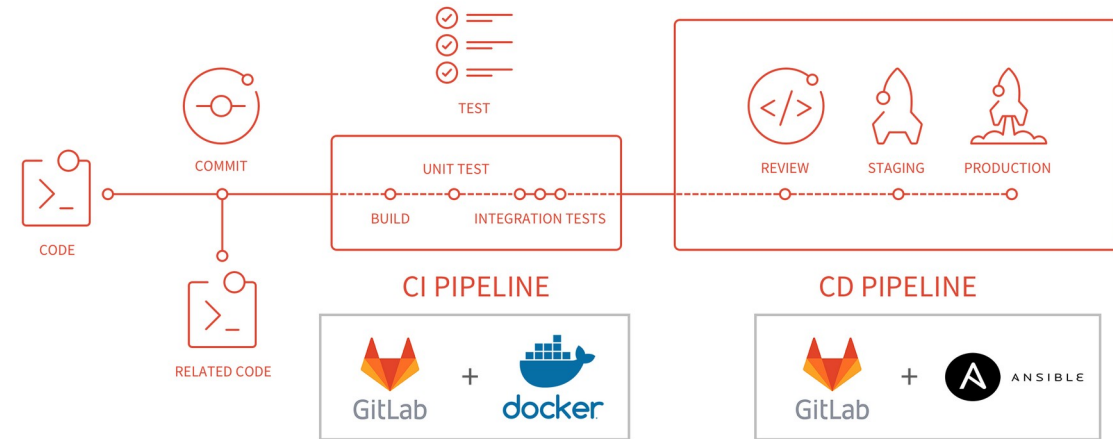 TEST
COMMIT
CODE
RELATED CODE
UNIT TEST
BUILD
INTEGRATION TESTS
REVIEW
STAGING
PRODUCTION
CI PIPELINE
CD PIPELINE
GitLab
+
docker
GitLab
+
ANSIBLE